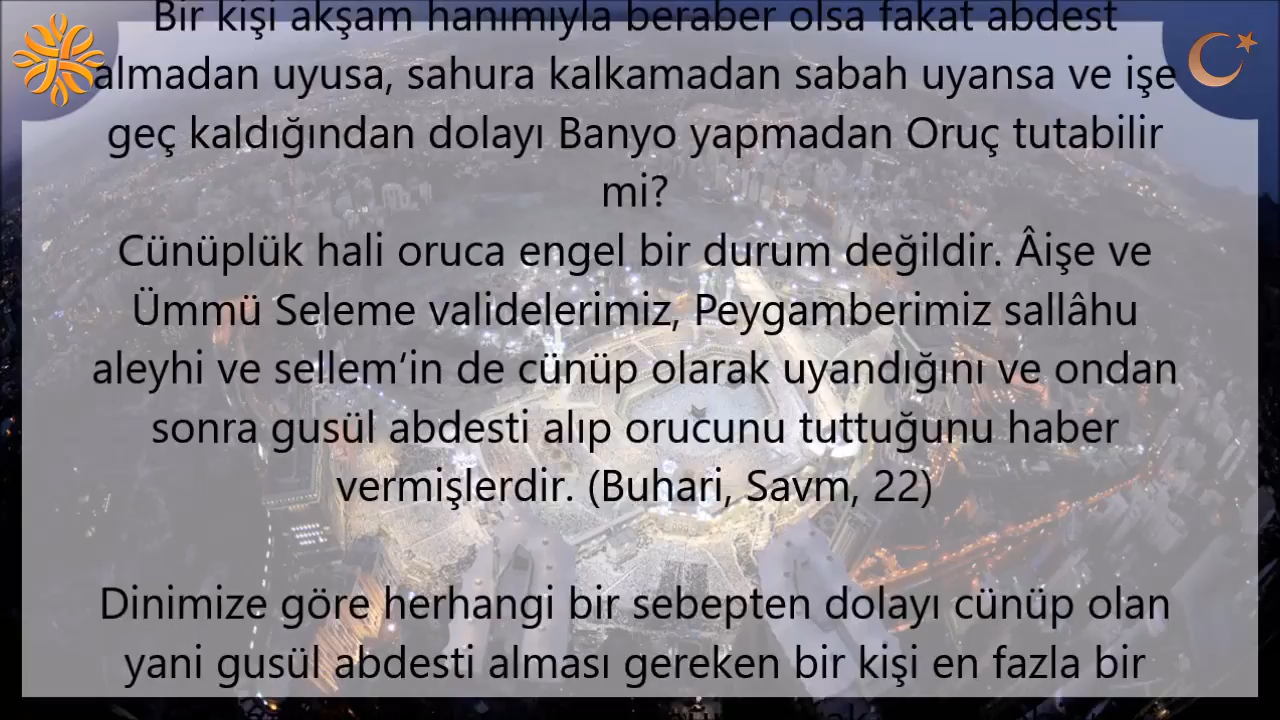 Bir kişi akşam hanımıyla beraber olsa fakat abdest
almadan uyusa, sahura kalkamadan sabah uyansa ve işe
geç kaldığından dolayı Banyo yapmadan Oruç tutabilir
mi?
Cünüplük hali oruca engel bir durum değildir. Âişe ve
Ümmü Seleme validelerimiz, Peygamberimiz sallâhu
aleyhi ve sellem‘in de cünüp olarak uyandığını ve ondan
sonra gusül abdesti alıp orucunu tuttuğunu haber
vermişlerdir. (Buhari, Savm, 22)
Dinimize göre herhangi bir sebepten dolayı cünüp olan
yani gusül abdesti alması gereken bir kişi en fazla bir